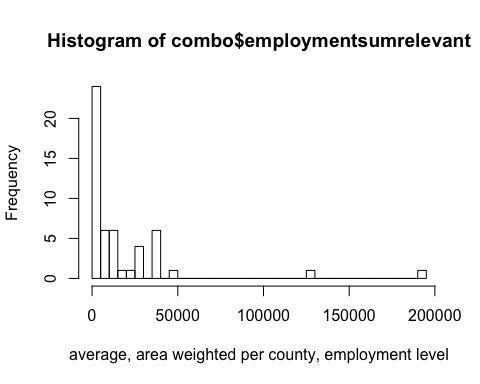 Histogram of combo$employmentsumrelevant
Frequency
20
15
10
5
0
0 50000 100000 150000 200000
average, area weighted per county, employment level